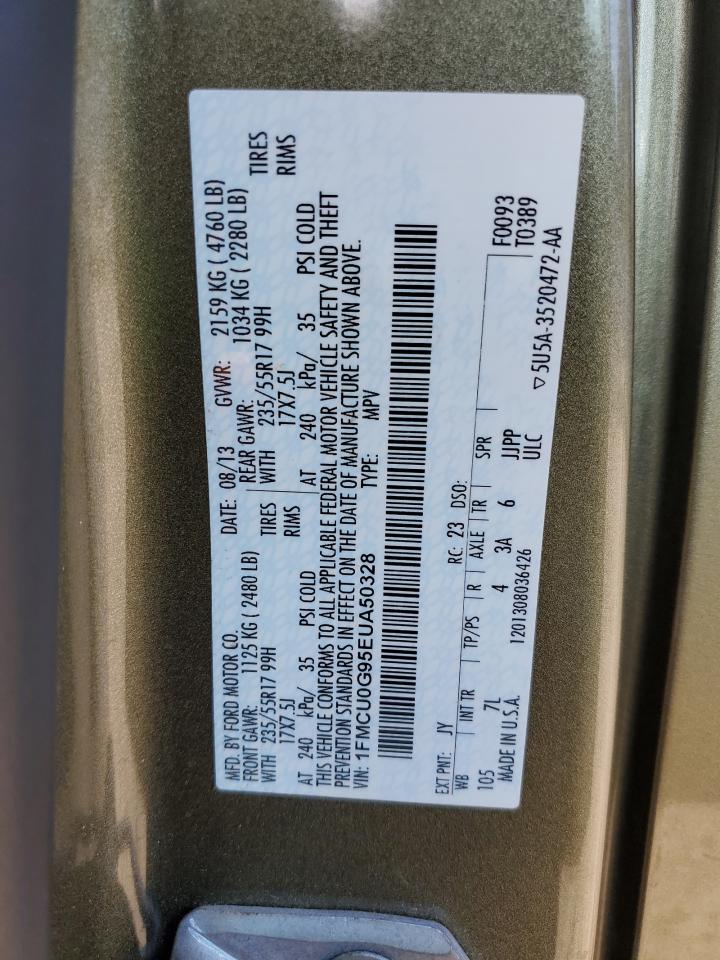 MFD. BY FORD MOTOR CO. DATE: 08/13 GVWR: 2159 KG ( 4760 LB)
FRONT GAWR: 1125 KG ( 2480 LB) REAR GAWR: 1034 KG ( 2280 LB)
WITH 235/55R17 99H TIRES WITH 235/55R17 99H TIRES
17X7.5J RIMS 17X7.5J RIMS
AT 240 kPa/ 35 PSI COLD AT 240 kPa/ 35 PSI COLD
THIS VEHICLE CONFORMS TO ALL APPLICABLE FEDERAL MOTOR VEHICLE SAFETY AND THEFT
PREVENTION STANDARDS IN EFFECT ON THE DATE OF MANUFACTURE SHOWN ABOVE.
VIN: 1FMCU0G95EUA50328 TYPE: MPV
EXT PNT: JY RC: 23 DSO: F0093
WB INT TR TP/PS R AXLE TR SPR T0389
105 7L 4 3A 6 JJPP
MADE IN U.S.A. 1201308036426 ULC ▽5U5A-3520472-AA